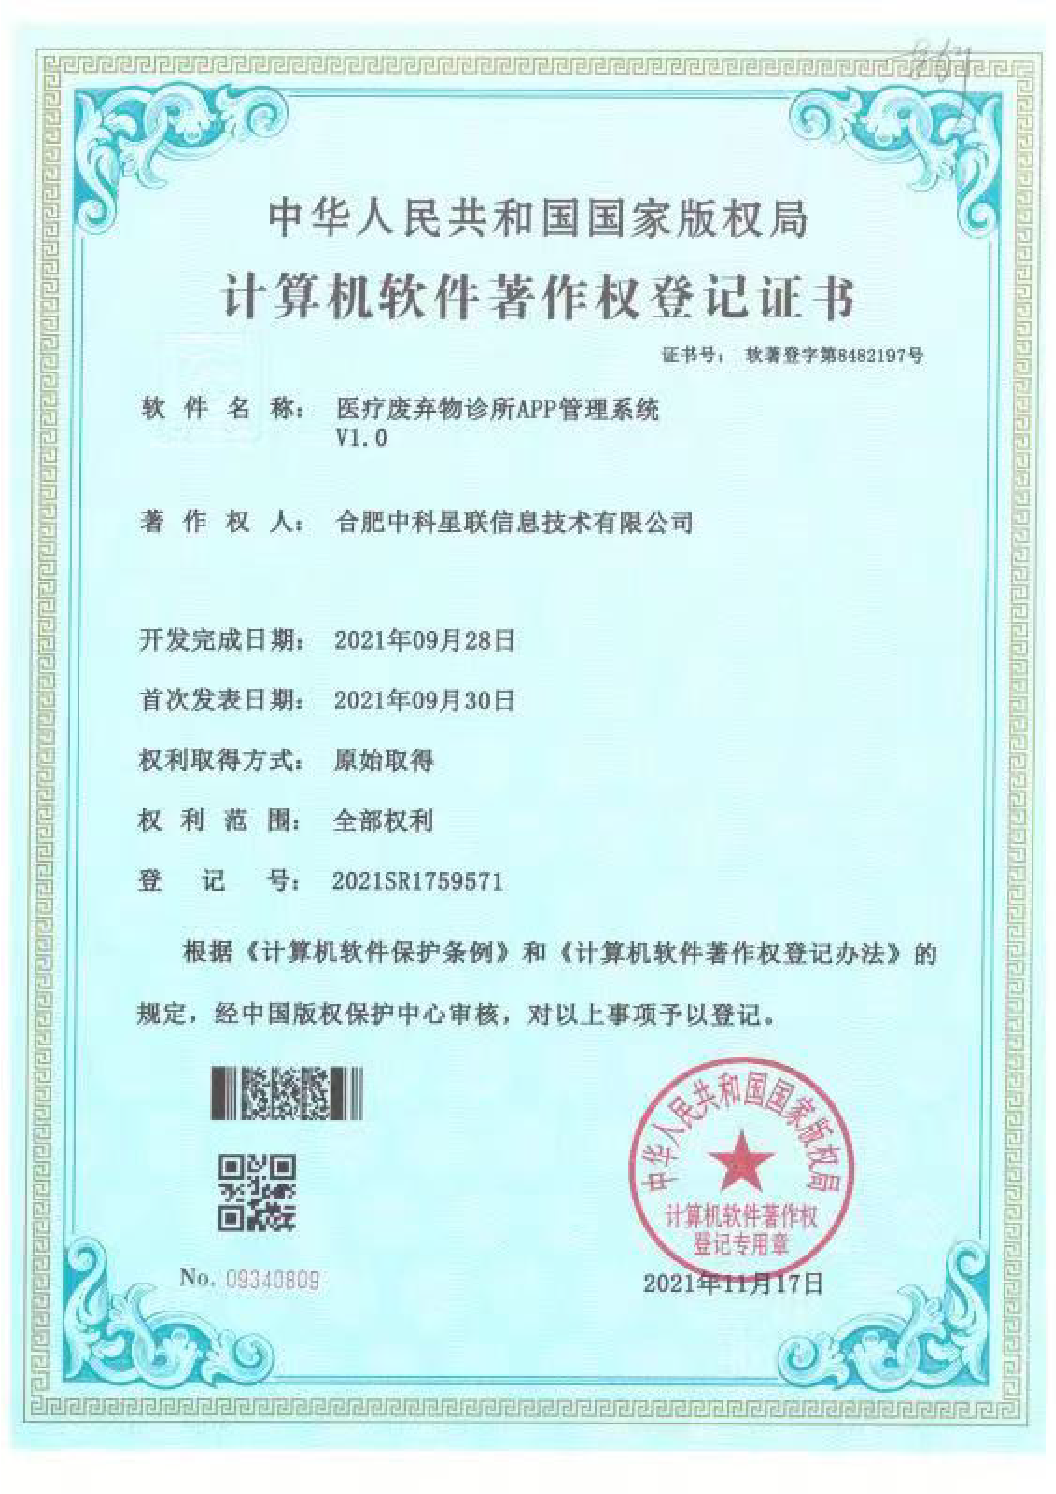 中华人民共和国国家版权局
计算机软件著作权登记证书
证书号： 软著登字第8482197号
软件名称： 医疗废弃物诊所APP管理系统
V1.0
著作权人： 合肥中科星联信息技术有限公司
开发完成日期： 2021年09月28日
首次发表日期： 2021年09月30日
权利取得方式： 原始取得
权利范围： 全部权利
登记号： 2021SR1759571
根据《计算机软件保护条例》和《计算机软件著作权登记办法》的
规定，经中国版权保护中心审核，对以上事项予以登记。
中华人民共和国国家版权局
计算机软件著作权
登记专用章
No. 09340809
2021年11月17日